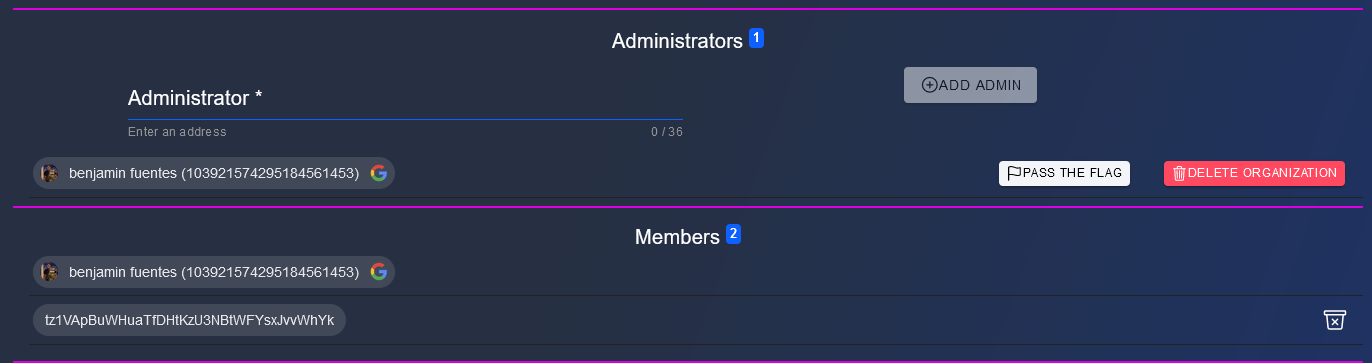 Administrators 1
ADD ADMIN
Administrator *
Enter an address 0 / 36
benjamin fuentes (103921574295184561453) PASS THE FLAG DELETE ORGANIZATION
Members 2
benjamin fuentes (103921574295184561453)
tz1VApBuWHuaTfDHtKzU3NBtWFYsxJvvWhYk